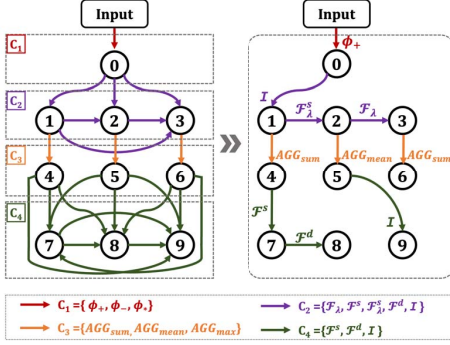 Input
Input
C₁
ϕ₊
0
0
C₂
I
ℱ_λ^s
ℱ_λ
1
2
3
1
2
3
C₃
AGG_sum
AGG_mean
AGG_sum
4
5
6
4
5
6
C₄
ℱ^s
ℱ^d
I
7
8
9
7
8
9
C₁ ={ ϕ₊, ϕ₋, ϕ∗}
C₂ ={ℱ_λ, ℱ^s, ℱ_λ^s, ℱ^d, I}
C₃ ={AGG_sum, AGG_mean, AGG_max}
C₄ ={ℱ^s, ℱ^d, I}